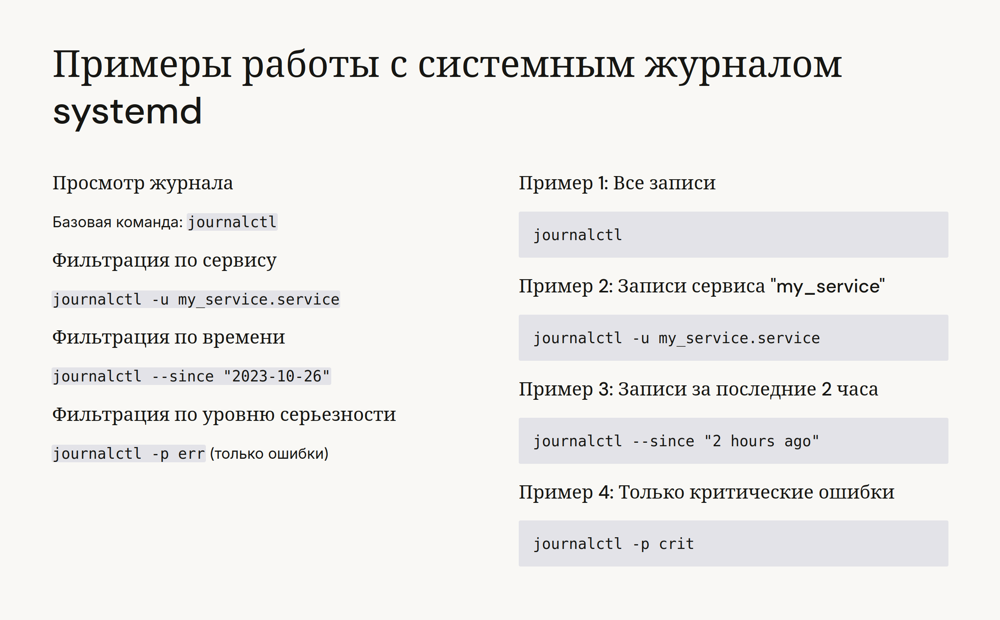 Примеры работы с системным журналом
systemd
Просмотр журнала
Базовая команда: journalctl
Фильтрация по сервису
journalctl -u my_service.service
Фильтрация по времени
journalctl --since "2023-10-26"
Фильтрация по уровню серьезности
journalctl -p err (только ошибки)
Пример 1: Все записи
journalctl
Пример 2: Записи сервиса "my_service"
journalctl -u my_service.service
Пример 3: Записи за последние 2 часа
journalctl --since "2 hours ago"
Пример 4: Только критические ошибки
journalctl -p crit